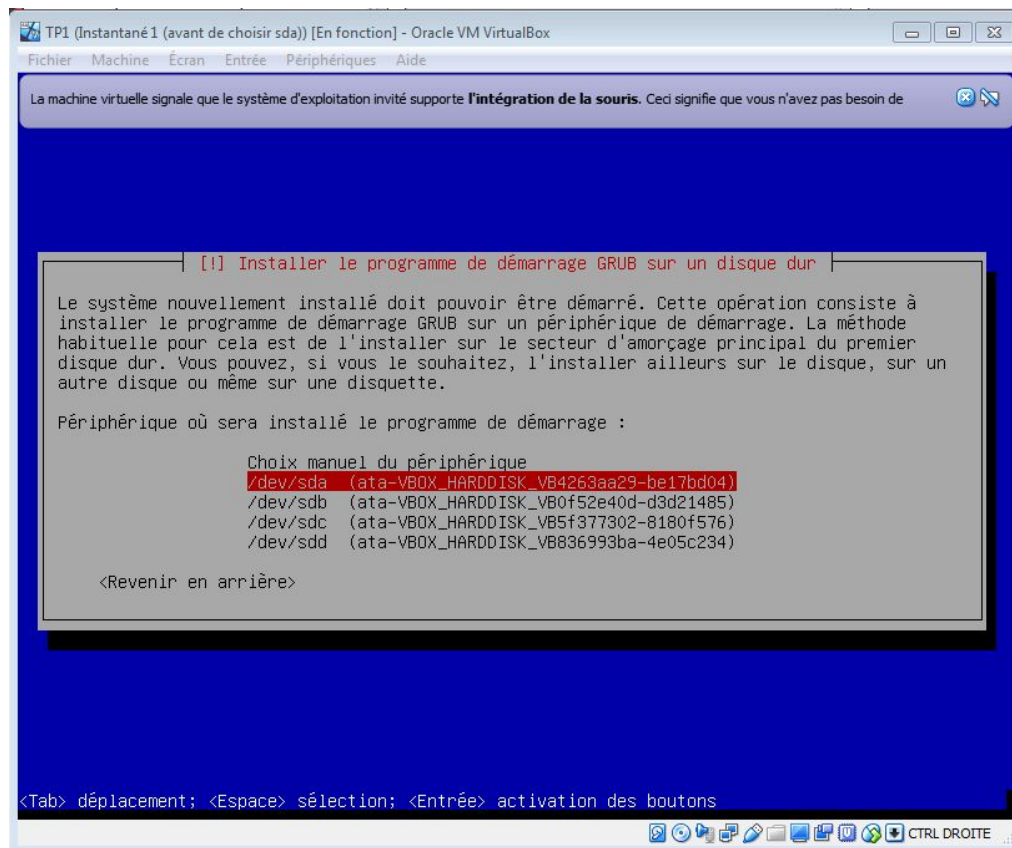 TP1 (Instantané 1 (avant de choisir sda)) [En fonction] - Oracle VM VirtualBox
Fichier Machine Écran Entrée Périphériques Aide
La machine virtuelle signale que le système d'exploitation invité supporte l'intégration de la souris. Ceci signifie que vous n'avez pas besoin de
[!] Installer le programme de démarrage GRUB sur un disque dur
Le système nouvellement installé doit pouvoir être démarré. Cette opération consiste à
installer le programme de démarrage GRUB sur un périphérique de démarrage. La méthode
habituelle pour cela est de l'installer sur le secteur d'amorçage principal du premier
disque dur. Vous pouvez, si vous le souhaitez, l'installer ailleurs sur le disque, sur un
autre disque ou même sur une disquette.
Périphérique où sera installé le programme de démarrage :
Choix manuel du périphérique
/dev/sda (ata-VBOX_HARDDISK_VB4263aa29-be17bd04)
/dev/sdb (ata-VBOX_HARDDISK_VB0f52e40d-d3d21485)
/dev/sdc (ata-VBOX_HARDDISK_VB5f377302-8180f576)
/dev/sdd (ata-VBOX_HARDDISK_VB836993ba-4e05c234)
<Revenir en arrière>
<Tab> déplacement; <Espace> sélection; <Entrée> activation des boutons
CTRL DROITE